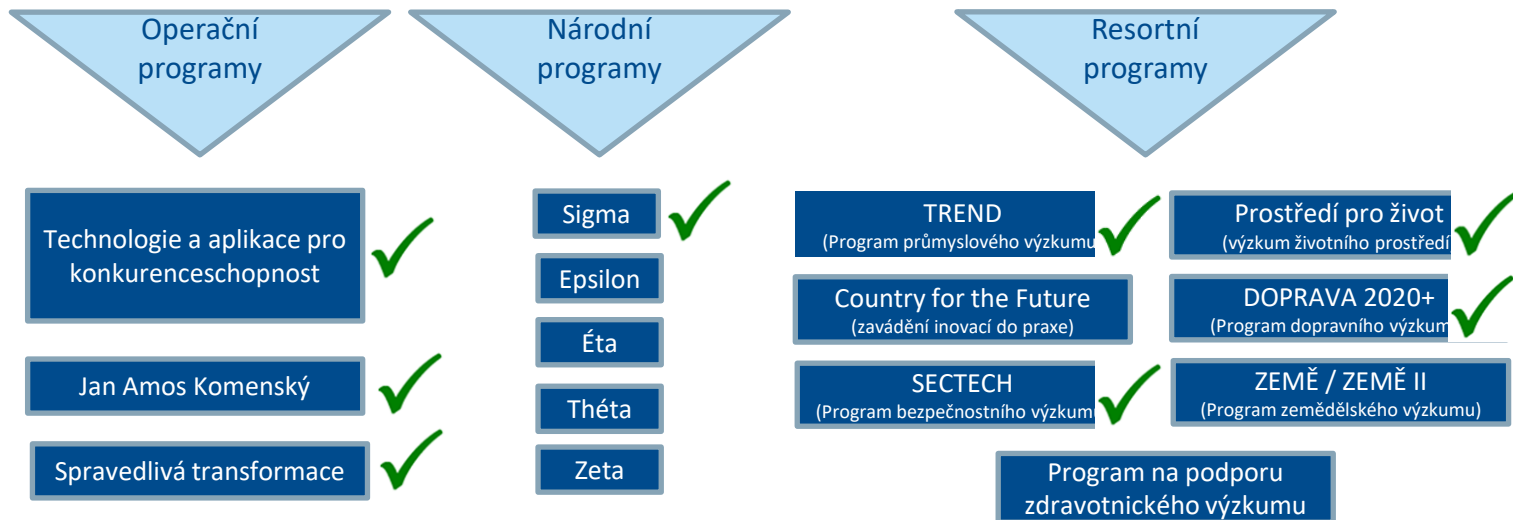 Operační
programy
Národní
programy
Resortní
programy
Technologie a aplikace pro
konkurenceschopnost
Jan Amos Komenský
Spravedlivá transformace
Sigma
Epsilon
Éta
Théta
Zeta
TREND
(Program průmyslového výzkumu
Prostředí pro život
(výzkum životního prostředí
Country for the Future
(zavádění inovací do praxe)
DOPRAVA 2020+
(Program dopravního výzkum
SECTECH
(Program bezpečnostního výzkumu
ZEMĚ / ZEMĚ II
(Program zemědělského výzkumu)
Program na podporu
zdravotnického výzkumu